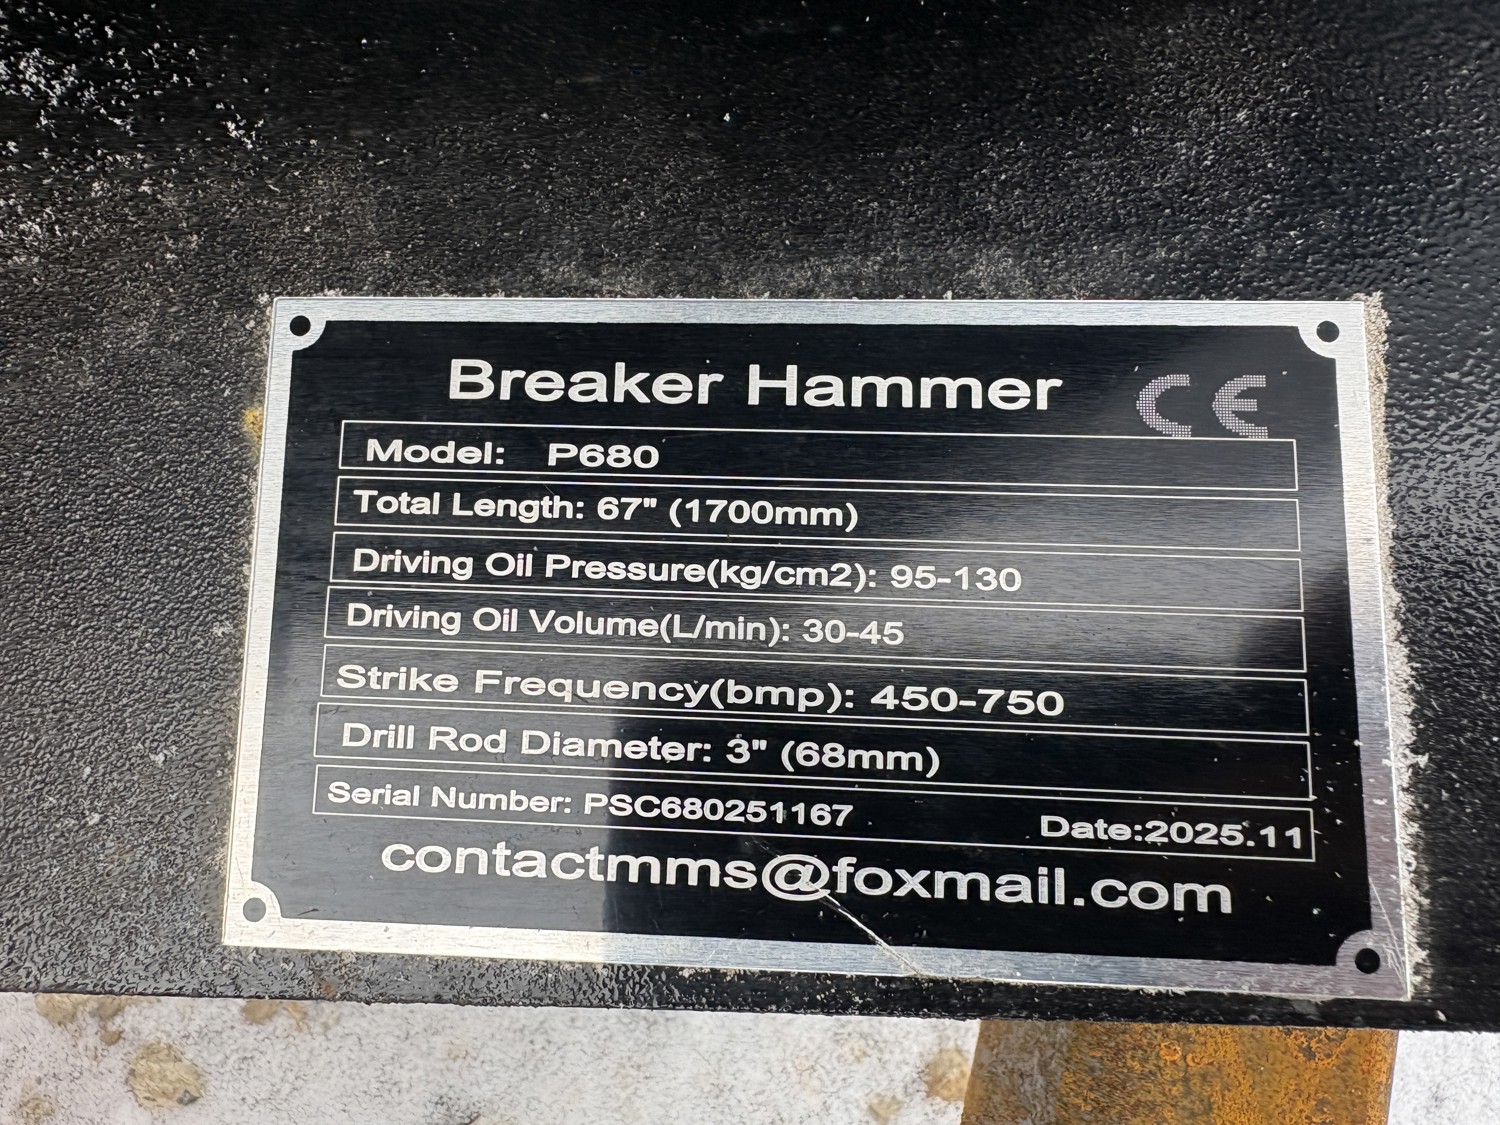 Breaker Hammer CE
Model: P680
Total Length: 67" (1700mm)
Driving Oil Pressure(kg/cm2): 95-130
Driving Oil Volume(L/min): 30-45
Strike Frequency(bmp): 450-750
Drill Rod Diameter: 3" (68mm)
Serial Number: PSC680251167 Date:2025.11
contactmms@foxmail.com